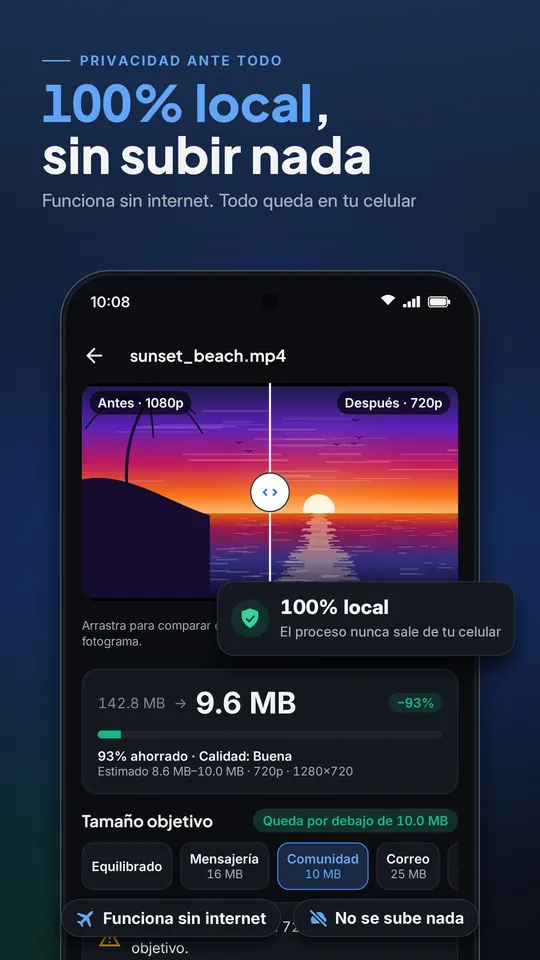 PRIVACIDAD ANTE TODO
100% local,
sin subir nada
Funciona sin internet. Todo queda en tu celular
10:08
sunset_beach.mp4
Antes · 1080p
Después · 720p
100% local
El proceso nunca sale de tu celular
Arrastra para comparar
fotograma.
142.8 MB → 9.6 MB
−93%
93% ahorrado · Calidad: Buena
Estimado 8.6 MB–10.0 MB · 720p · 1280×720
Tamaño objetivo
Queda por debajo de 10.0 MB
Equilibrado
Mensajería
16 MB
Comunidad
10 MB
Correo
25 MB
Funciona sin internet
No se sube nada
objetivo.